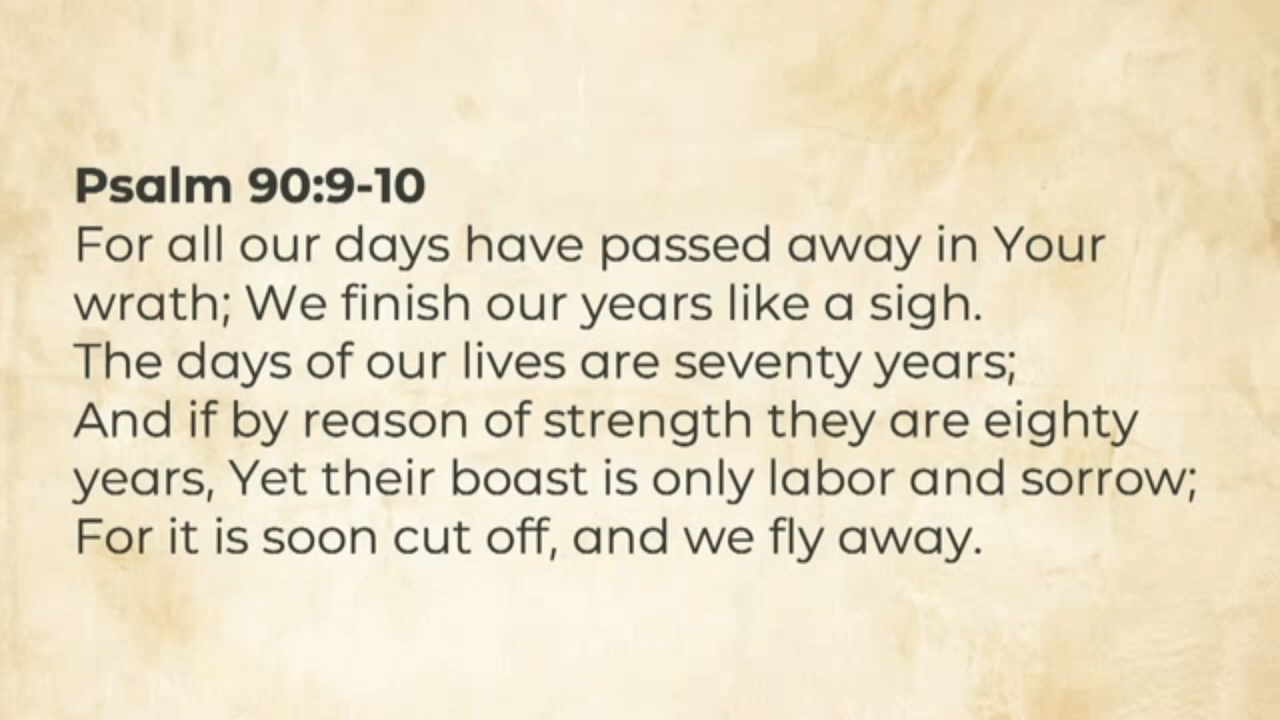 Psalm 90:9-10
For all our days have passed away in Your
wrath; We finish our years like a sigh.
The days of our lives are seventy years;
And if by reason of strength they are eighty
years, Yet their boast is only labor and sorrow;
For it is soon cut off, and we fly away.